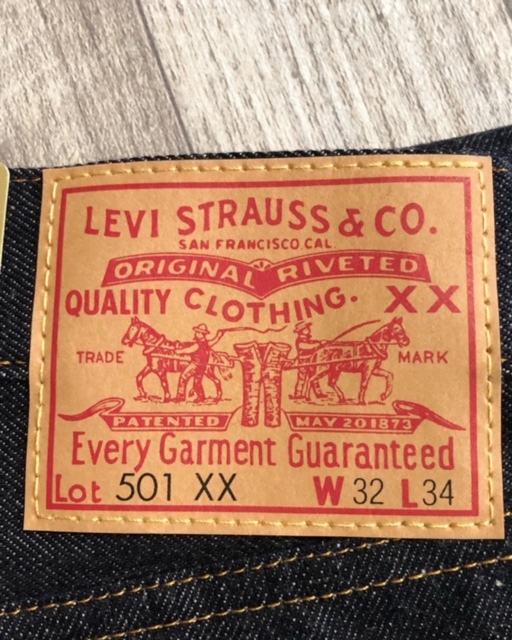 LEVI STRAUSS & CO.
SAN FRANCISCO CAL.
ORIGINAL RIVETED
QUALITY CLOTHING. XX
TRADE MARK
PATENTED MAY 20 1873
Every Garment Guaranteed
Lot 501 XX W 32 L 34